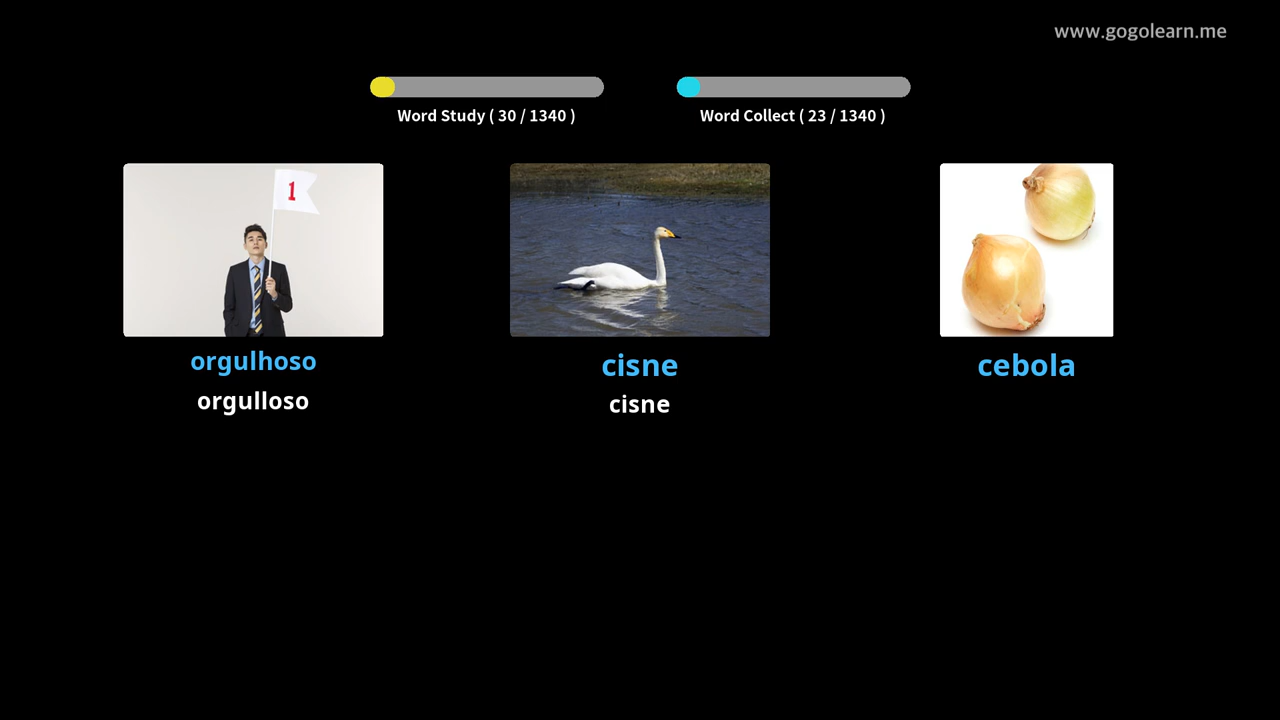 www.gogolearn.me
Word Study ( 30 / 1340 )
Word Collect ( 23 / 1340 )
1
orgulhoso
orgulloso
cisne
cisne
cebola